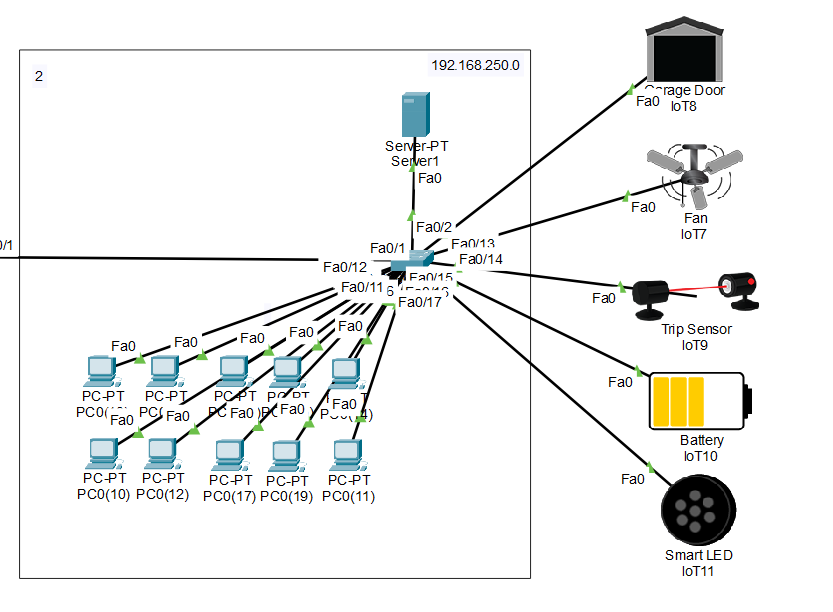 2
192.168.250.0
Garage Door
IoT8
Fa0
Server-PT
Server1
Fa0
Fa0
Fan
IoT7
Fa0/2
0/1
Fa0/1
Fa0/13
Fa0/14
Fa0/12
Fa0/15
Fa0/11
6
Fa0/17
Fa0
Trip Sensor
IoT9
Fa0
Fa0
Fa0
Fa0
Fa0
PC-PT
PC-PT
Fa0
Battery
IoT10
Fa0
Fa0
Fa0
Fa0
Fa0
PC-PT
PC0(10)
PC-PT
PC0(12)
PC-PT
PC0(17)
PC-PT
PC0(19)
PC-PT
PC0(11)
Fa0
Smart LED
IoT11